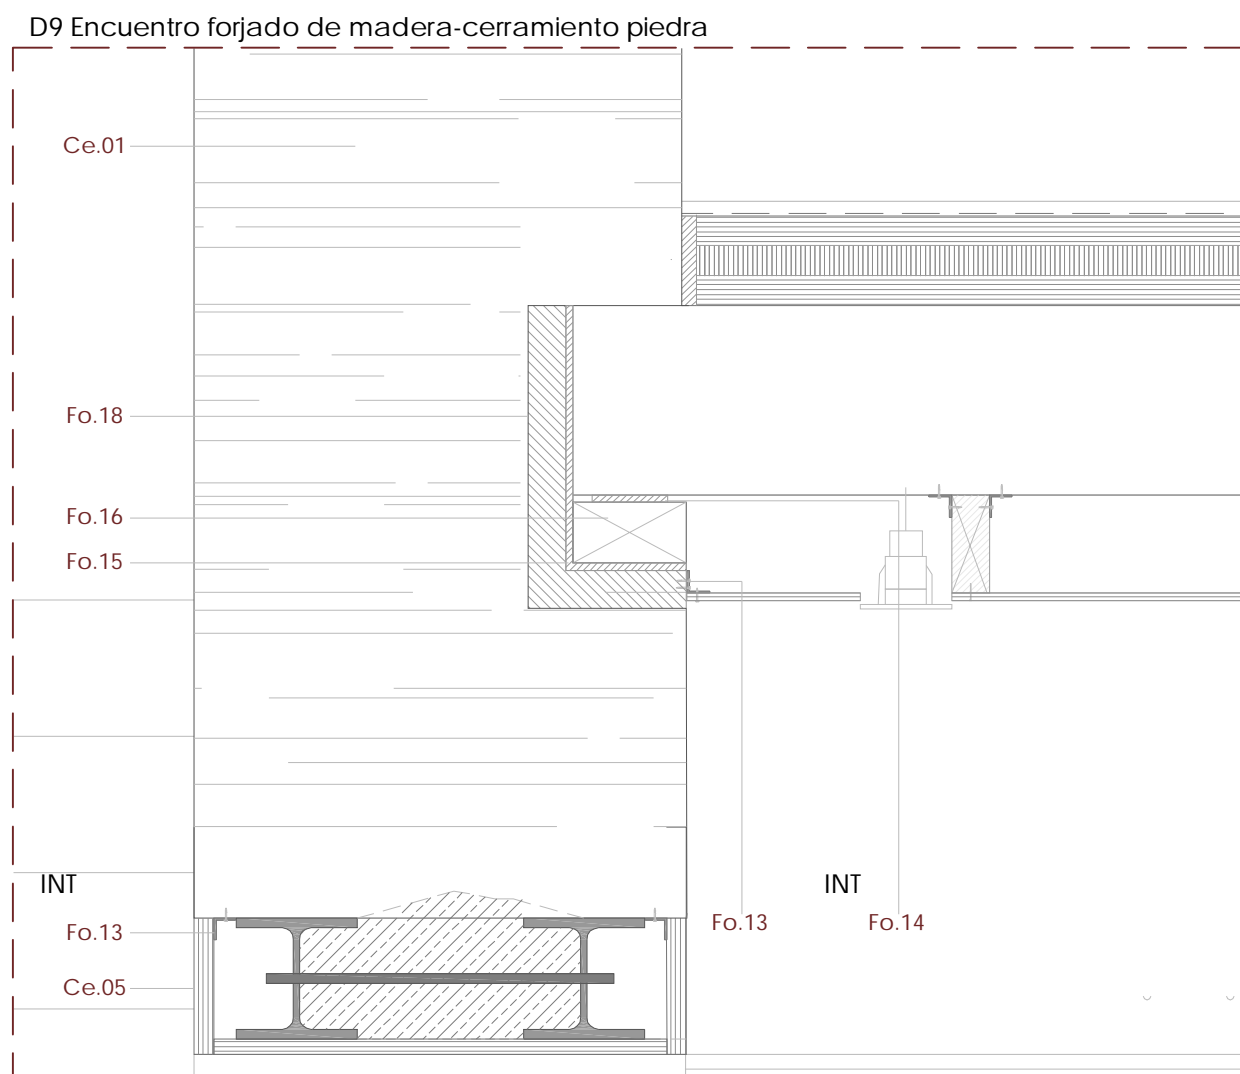 D9 Encuentro forjado de madera-cerramiento piedra
Ce.01
Fo.18
Fo.16
Fo.15
INT
INT
Fo.13
Fo.13
Fo.14
Ce.05